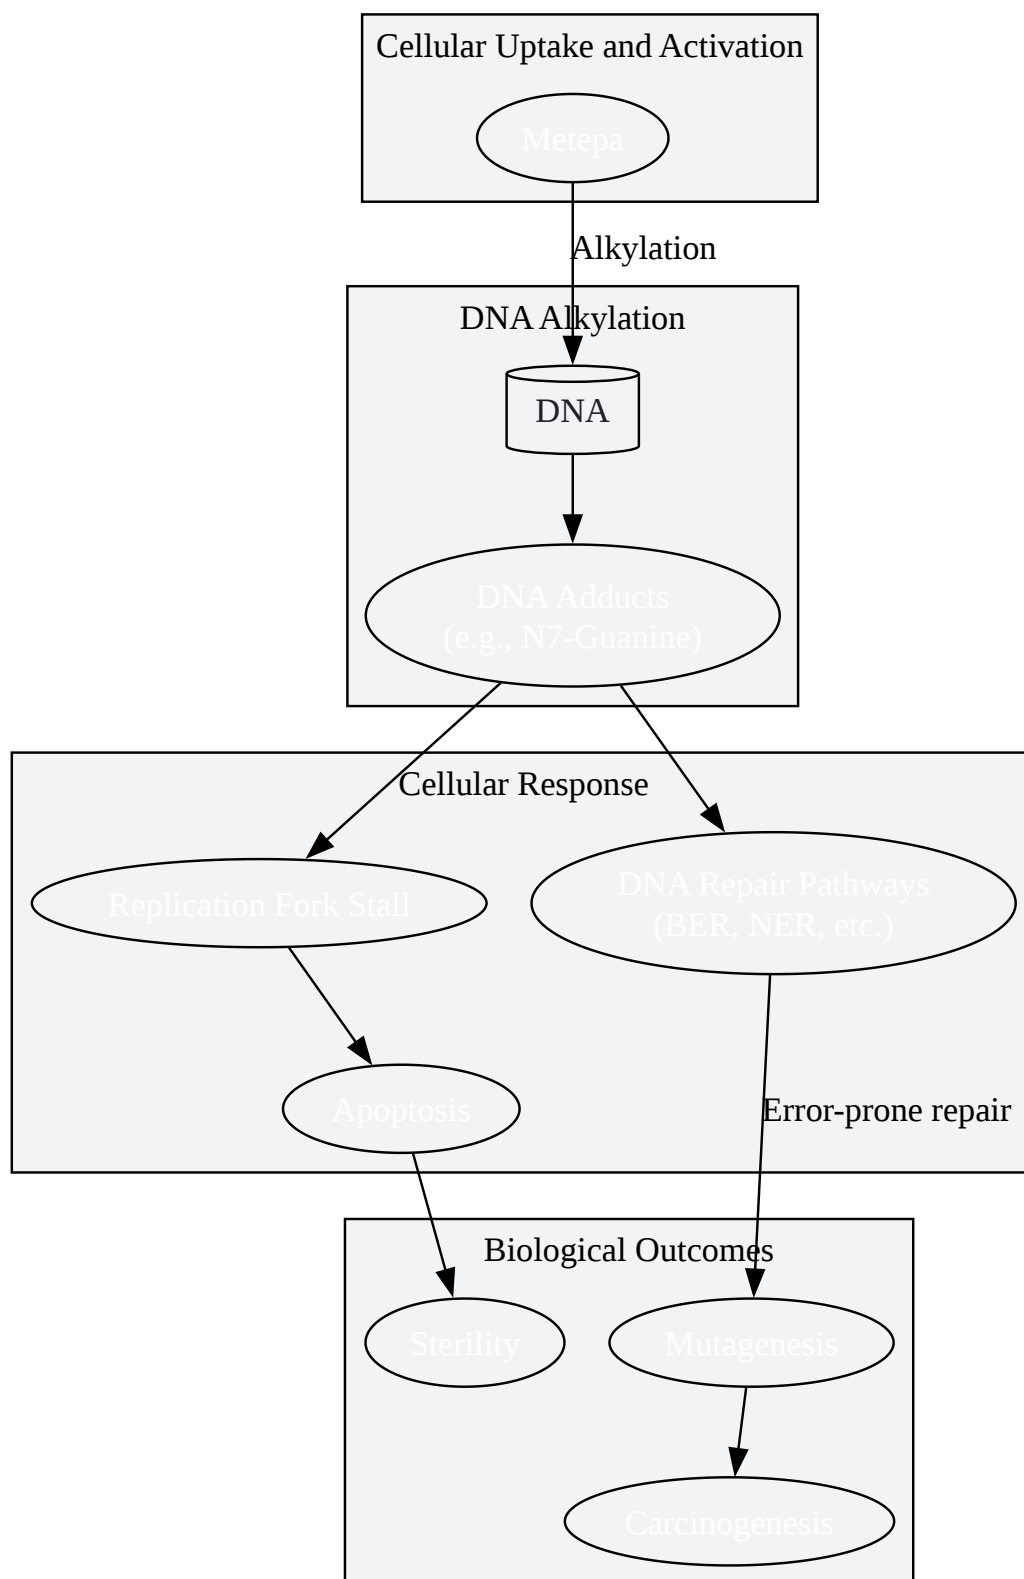 Cellular Uptake and Activation
Metepa
Alkylation
DNA Alkylation
DNA
DNA Adducts
(e.g., N7-Guanine)
Cellular Response
Replication Fork Stall
DNA Repair Pathways
(BER, NER, etc.)
Apoptosis
Error-prone repair
Biological Outcomes
Sterility
Mutagenesis
Carcinogenesis